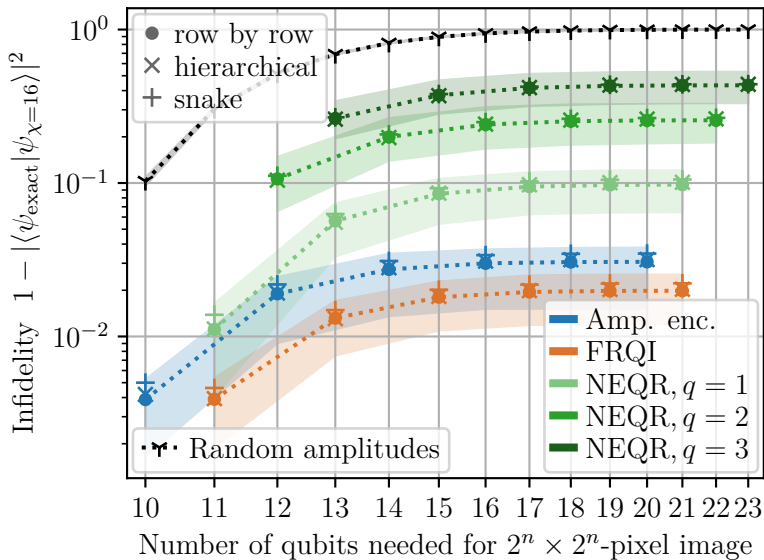 Infidelity 1 − |⟨ψ_exact|ψ_χ=16⟩|²
10⁰
10⁻¹
10⁻²
row by row
hierarchical
snake
Amp. enc.
FRQI
NEQR, q = 1
NEQR, q = 2
NEQR, q = 3
Random amplitudes
10 11 12 13 14 15 16 17 18 19 20 21 22 23
Number of qubits needed for 2ⁿ × 2ⁿ-pixel image